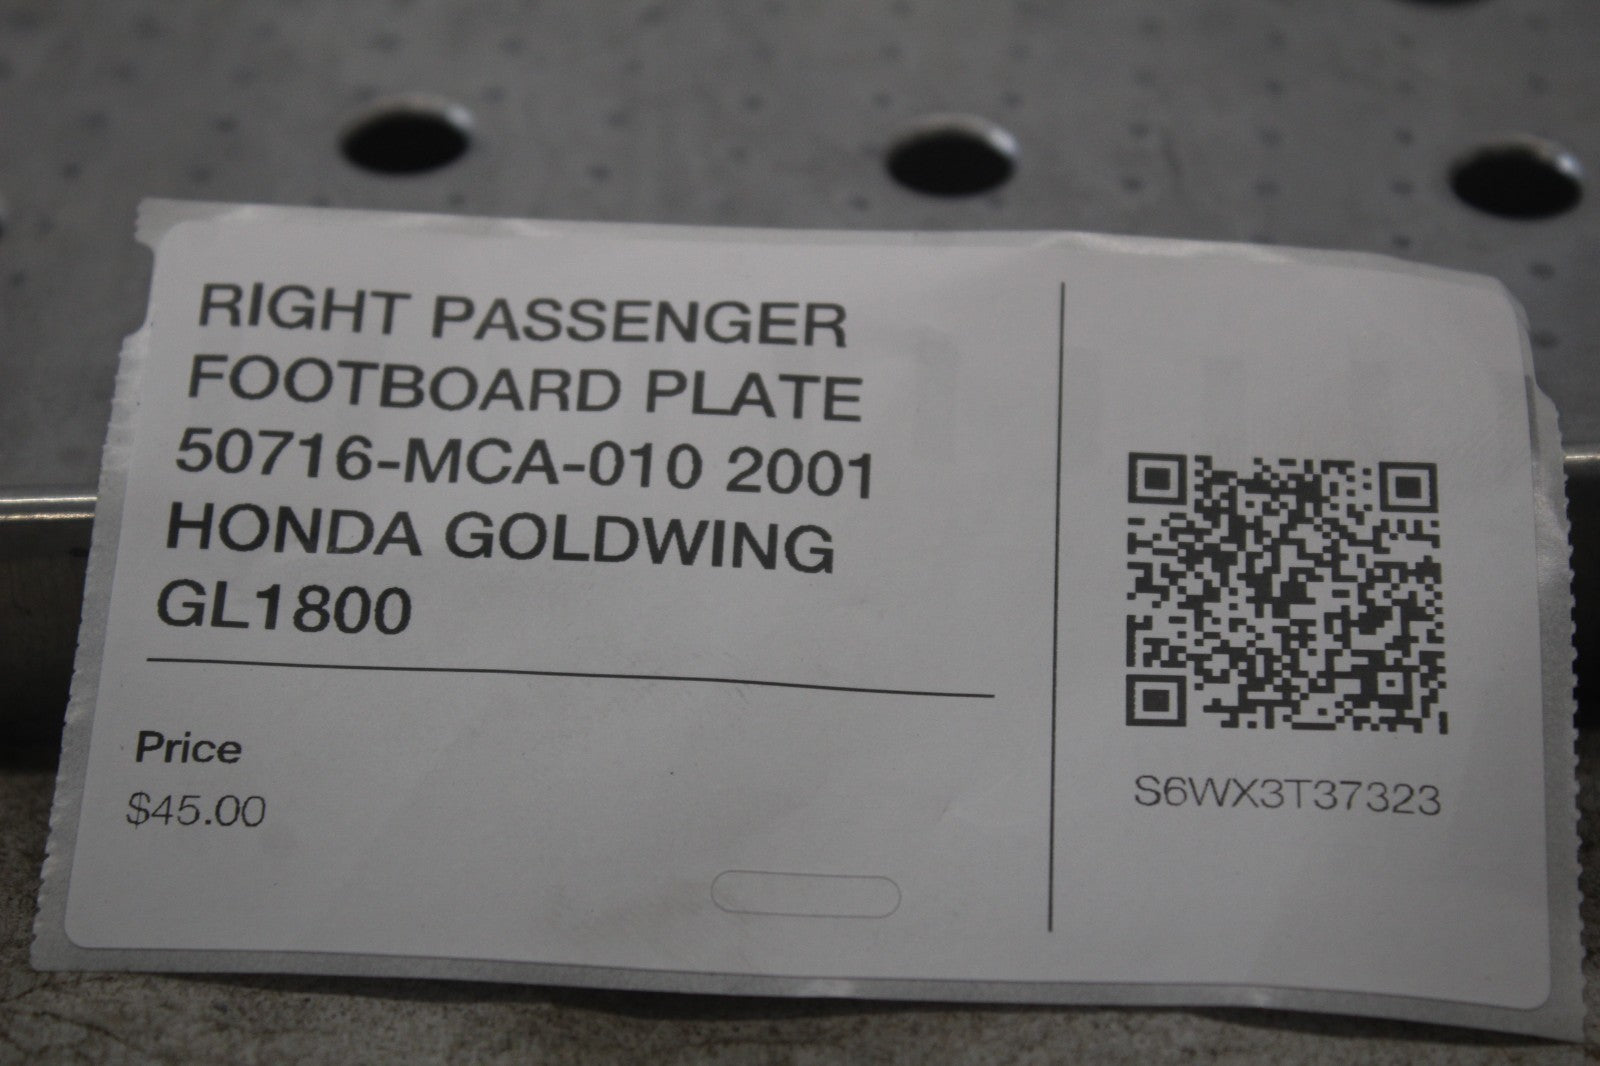 RIGHT PASSENGER
FOOTBOARD PLATE
50716-MCA-010 2001
HONDA GOLDWING
GL1800
Price
$45.00
S6WX3T37323